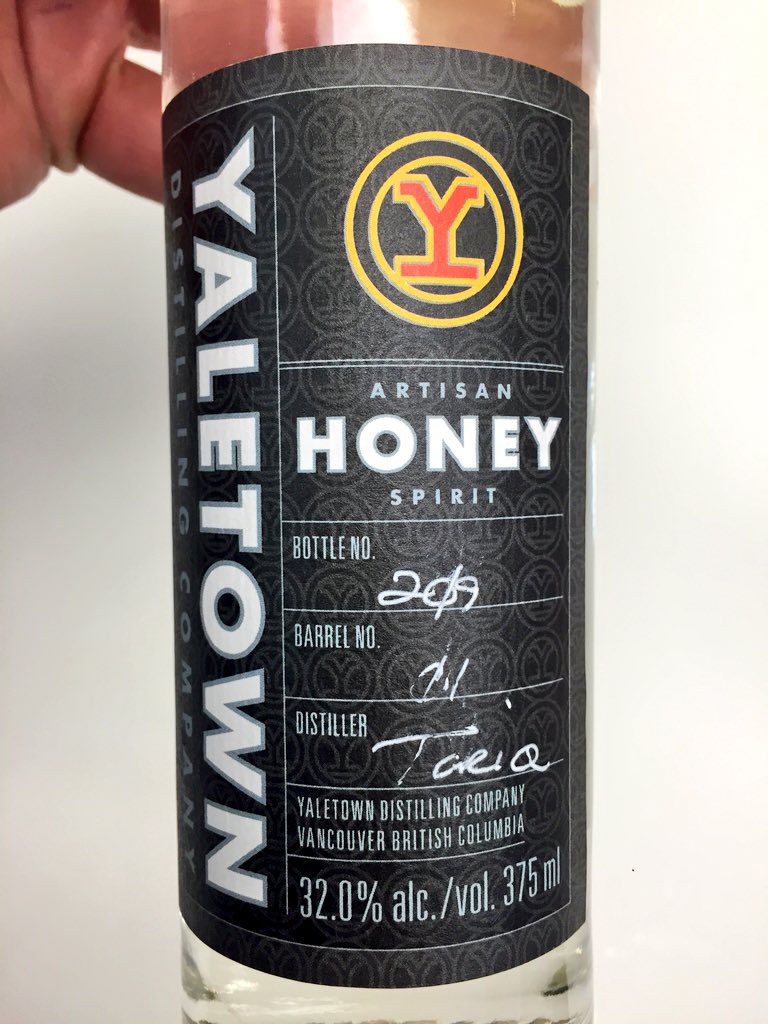 YALETOWN
DISTILLING COMPANY
Y
ARTISAN
HONEY
SPIRIT
BOTTLE NO.
209
BARREL NO.
DISTILLER
Tariq
YALETOWN DISTILLING COMPANY
VANCOUVER BRITISH COLUMBIA
32.0% alc./vol. 375 ml